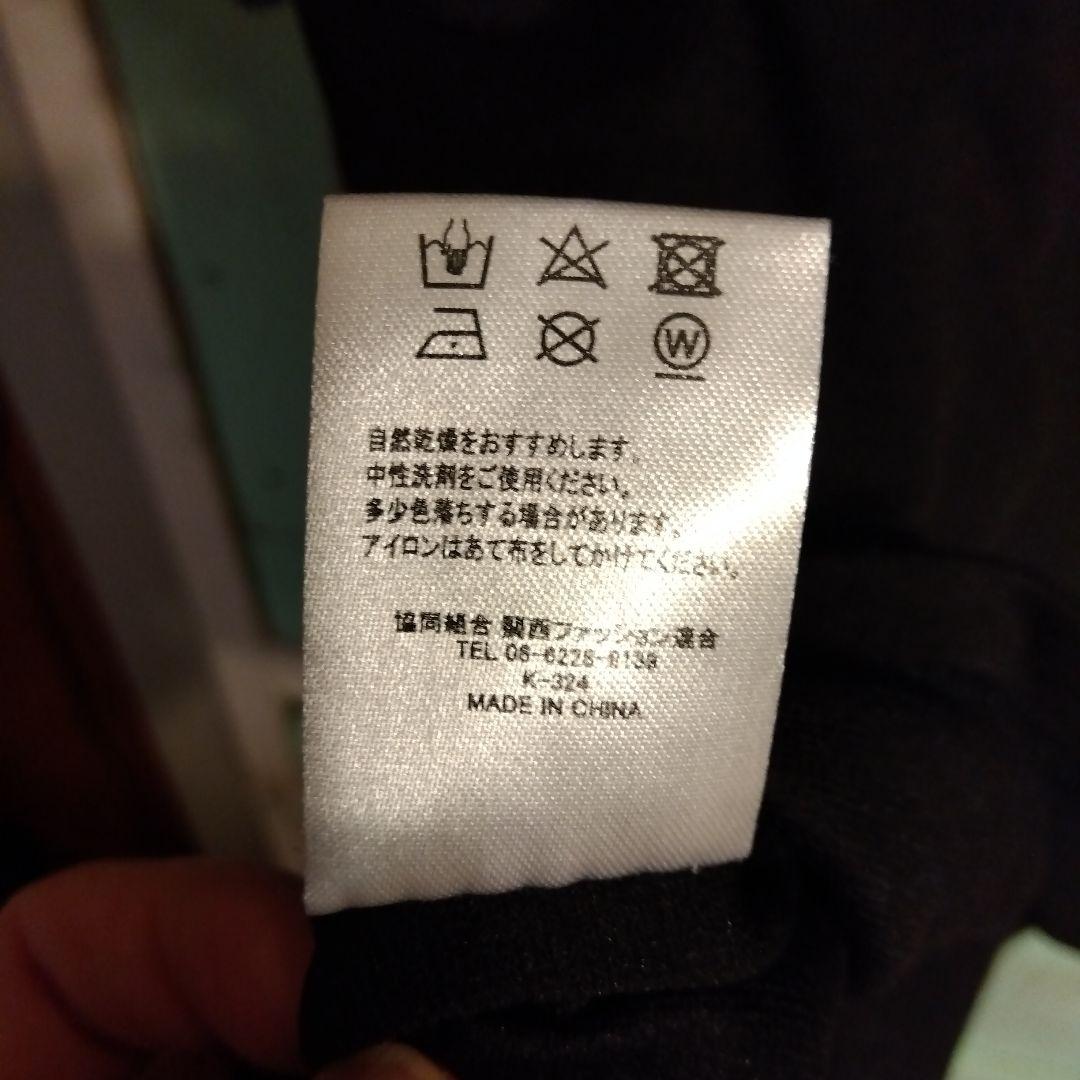 W
自然乾燥をおすすめします。
中性洗剤をご使用ください。
多少色落ちする場合があります。
アイロンはあて布をしてかけてください。
協同組合 関西ファッション連合
TEL 06-6228-
K-324
MADE IN CHINA